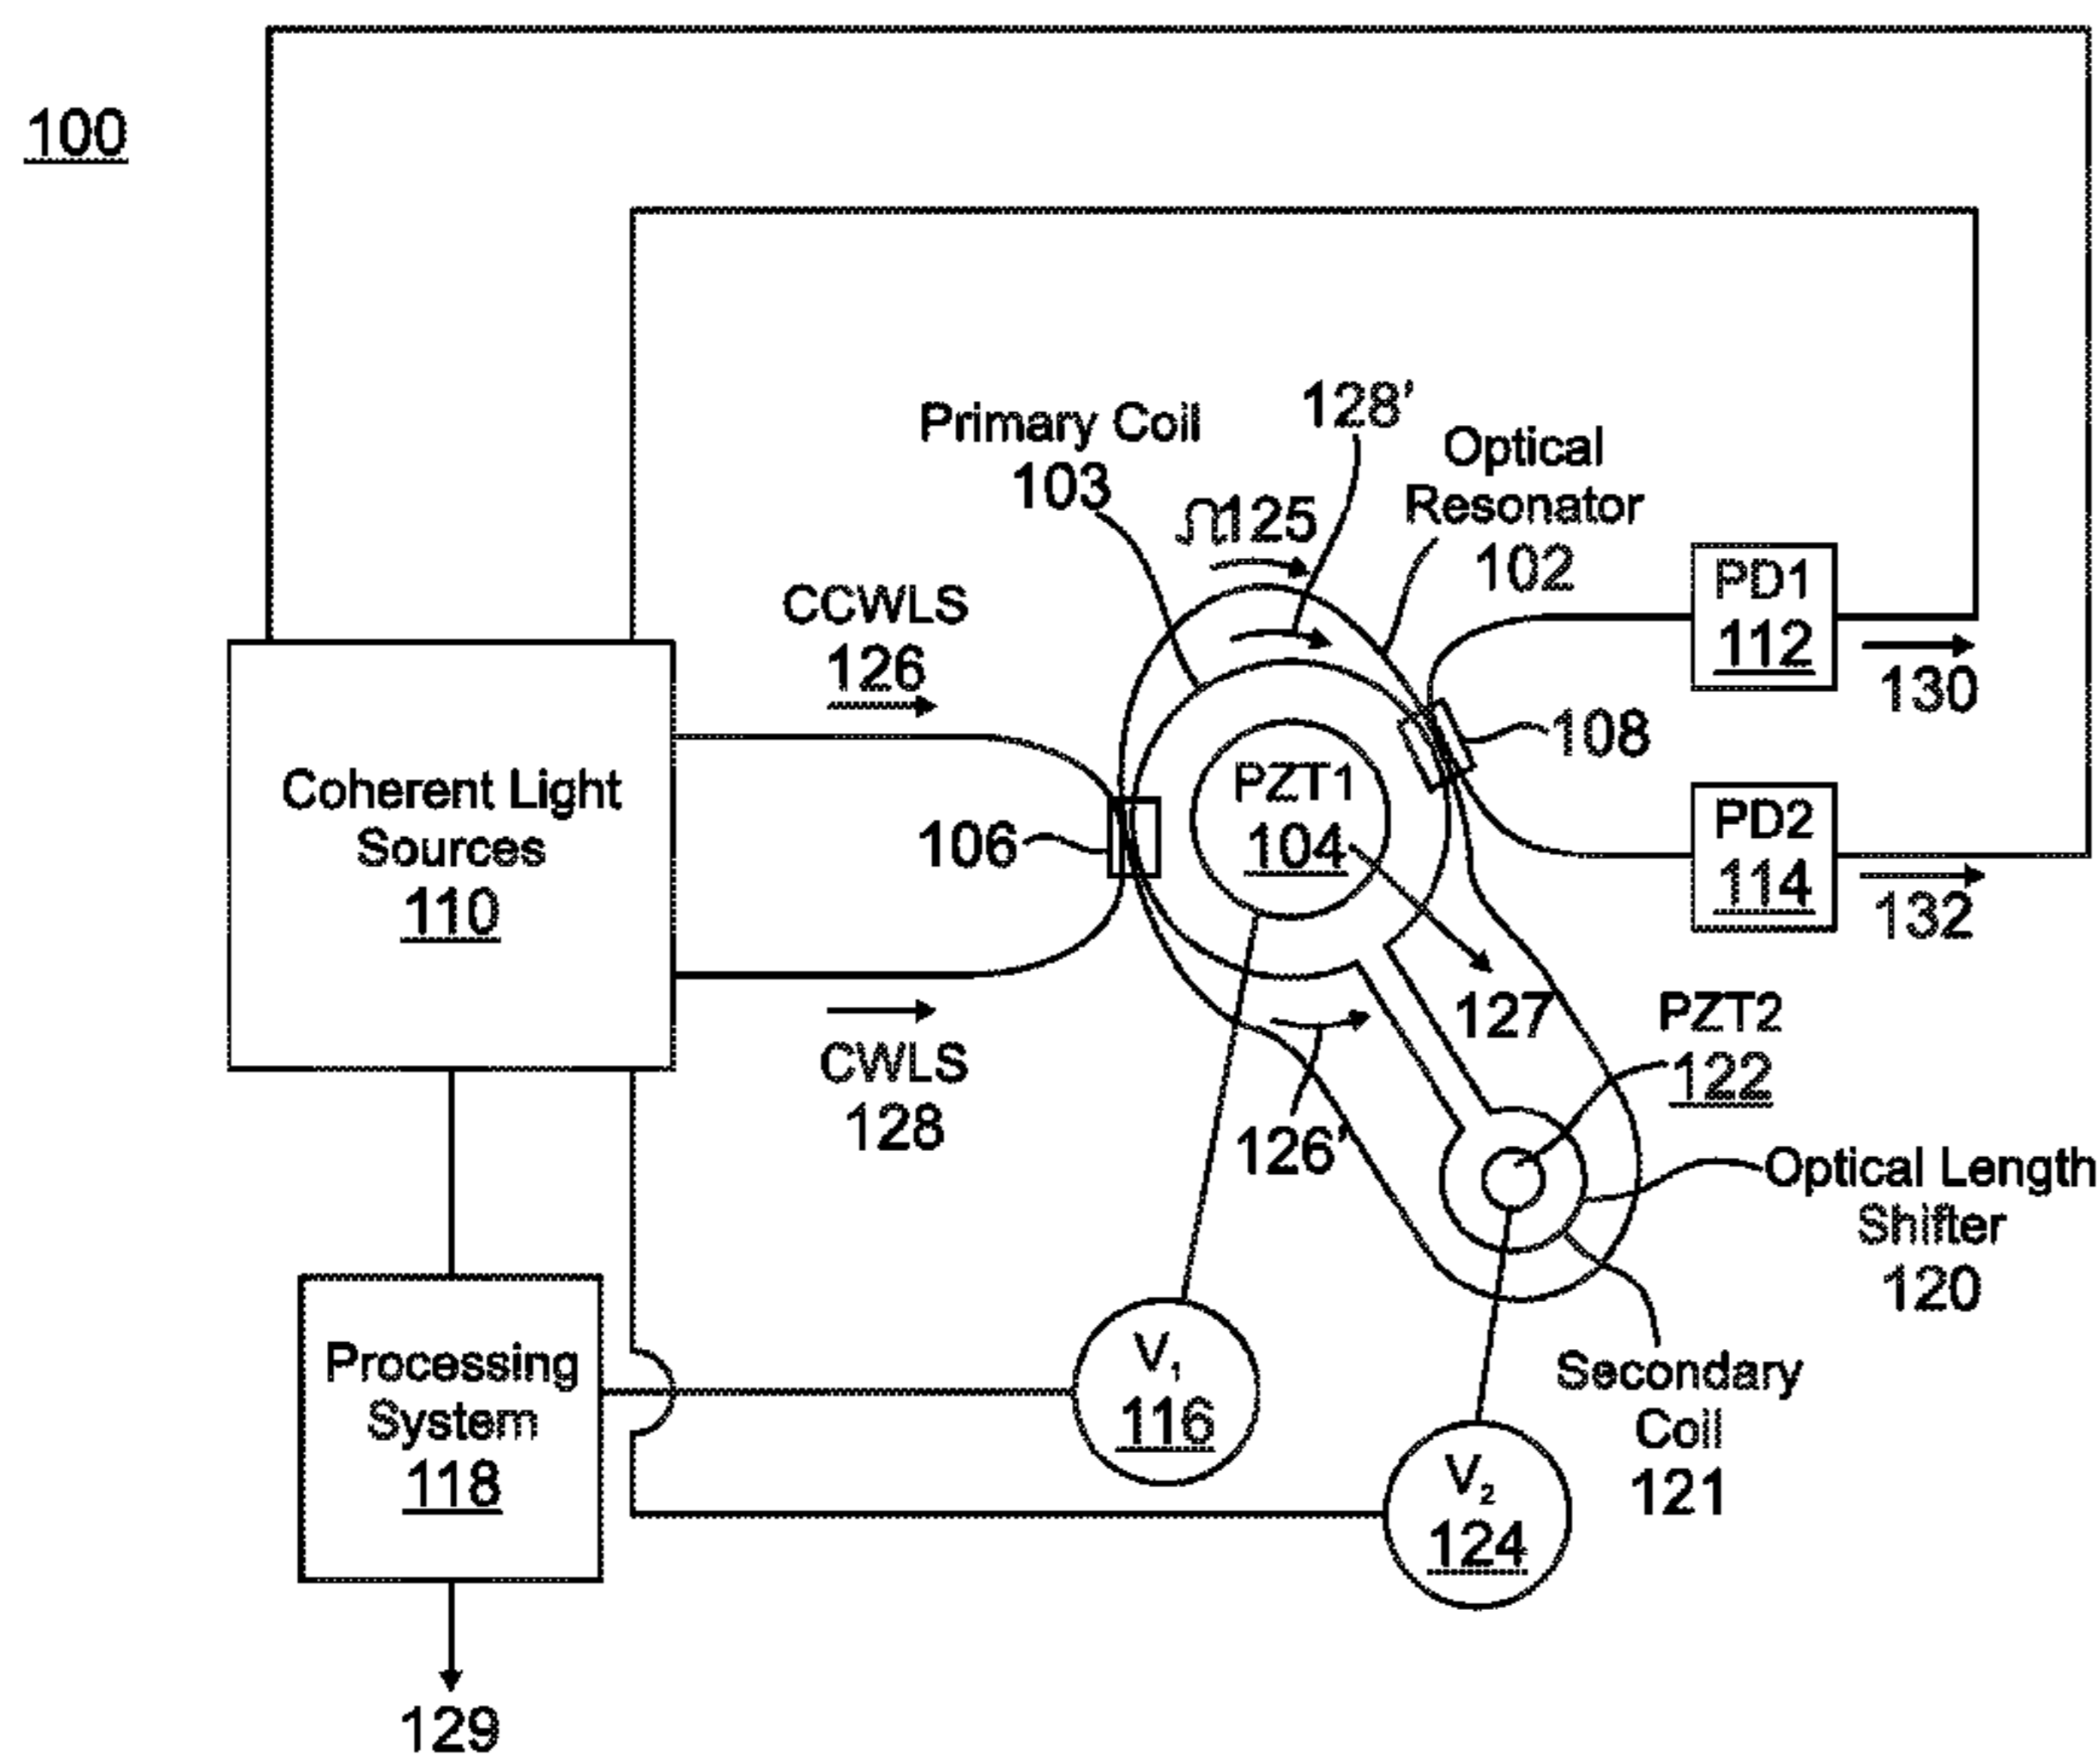 100
128'
Primary Coil
103
Optical
Resonator
102
Ω125
CCWLS
126
PD1
112
130
108
PZT1
104
Coherent Light
Sources
110
106
PD2
114
132
127
PZT2
122
CWLS
128
126'
Optical Length
Shifter
120
Processing
System
118
V1
116
Secondary
Coil
121
V2
124
129